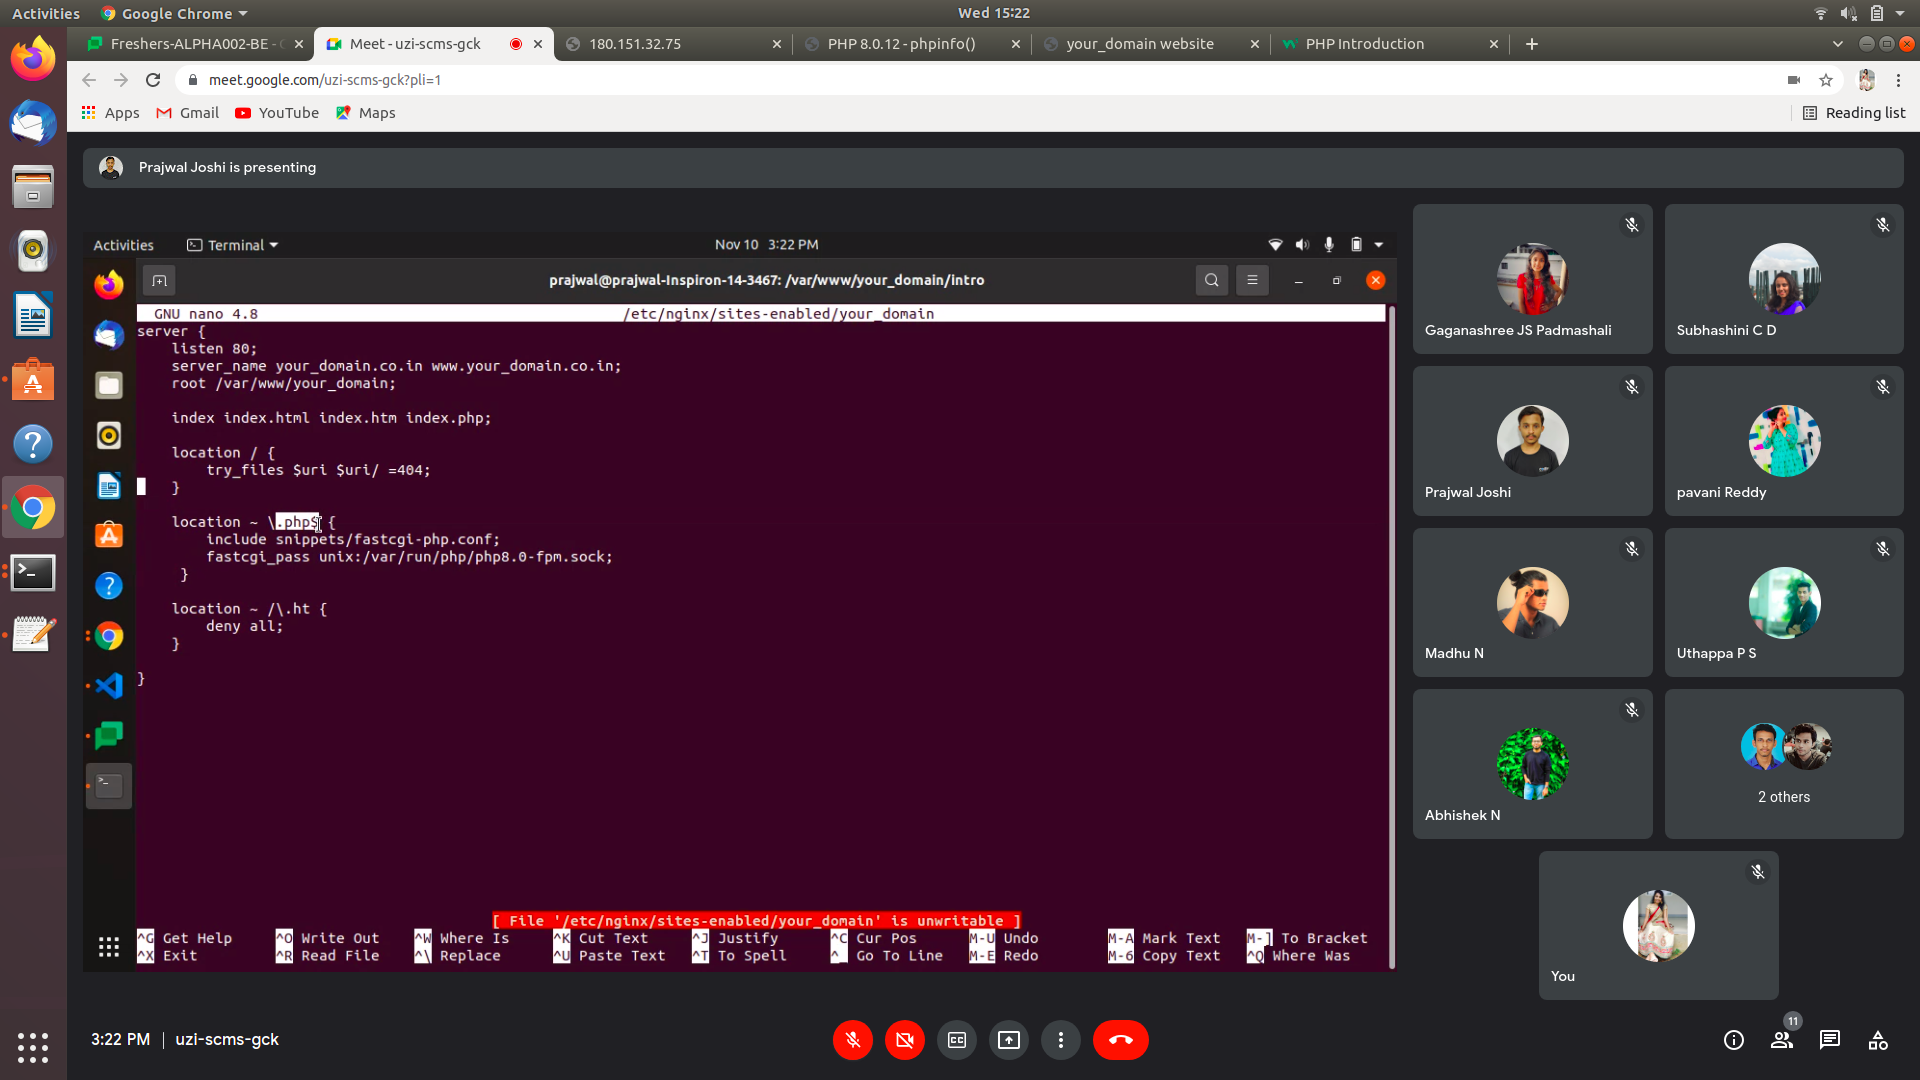 Activities
Google Chrome
Wed 15:22
Freshers-ALPHA002-BE -
Meet - uzi-scms-gck
180.151.32.75
PHP 8.0.12 - phpinfo()
your_domain website
PHP Introduction
meet.google.com/uzi-scms-gck?pli=1
Apps
Gmail
YouTube
Maps
Reading list
Prajwal Joshi is presenting
Activities
Terminal
Nov 10 3:22 PM
prajwal@prajwal-Inspiron-14-3467: /var/www/your_domain/intro
GNU nano 4.8 /etc/nginx/sites-enabled/your_domain
server {
listen 80;
server_name your_domain.co.in www.your_domain.co.in;
root /var/www/your_domain;
index index.html index.htm index.php;
location / {
try_files $uri $uri/ =404;
}
location ~ \.php$ {
include snippets/fastcgi-php.conf;
fastcgi_pass unix:/var/run/php/php8.0-fpm.sock;
}
location ~ /\.ht {
deny all;
}
}
[ File '/etc/nginx/sites-enabled/your_domain' is unwritable ]
^G Get Help ^O Write Out ^W Where Is ^K Cut Text ^J Justify ^C Cur Pos M-U Undo M-A Mark Text M-] To Bracket
^X Exit ^R Read File ^\ Replace ^U Paste Text ^T To Spell ^_ Go To Line M-E Redo M-6 Copy Text ^Q Where Was
Gaganashree JS Padmashali
Subhashini C D
Prajwal Joshi
pavani Reddy
Madhu N
Uthappa P S
Abhishek N
2 others
You
3:22 PM | uzi-scms-gck
11